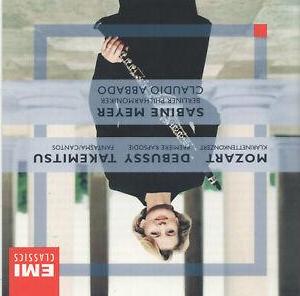 EMI
CLASSICS
MOZART DEBUSSY TAKEMITSU
KLARINETTENKONZERT · PREMIÈRE RAPSODIE · FANTASMA/CANTOS
SABINE MEYER
BERLINER PHILHARMONIKER
CLAUDIO ABBADO